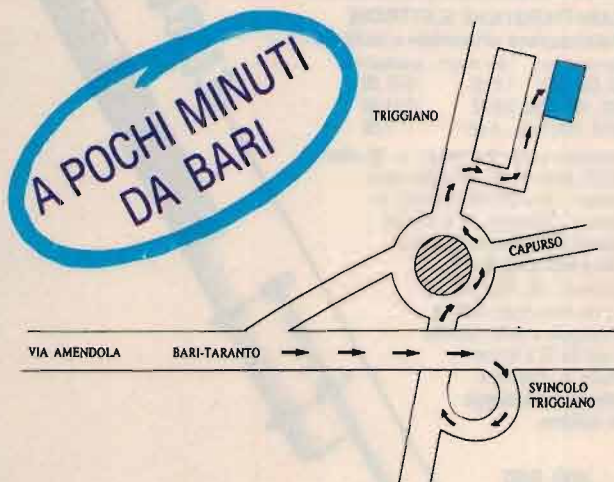 A POCHI MINUTI
DA BARI
TRIGGIANO
CAPURSO
VIA AMENDOLA
BARI-TARANTO
SVINCOLO
TRIGGIANO